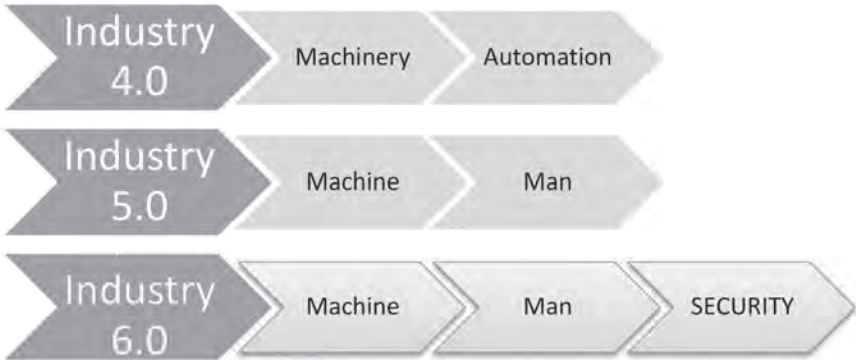 Industry
4.0
Machinery
Automation
Industry
5.0
Machine
Man
Industry
6.0
Machine
Man
SECURITY